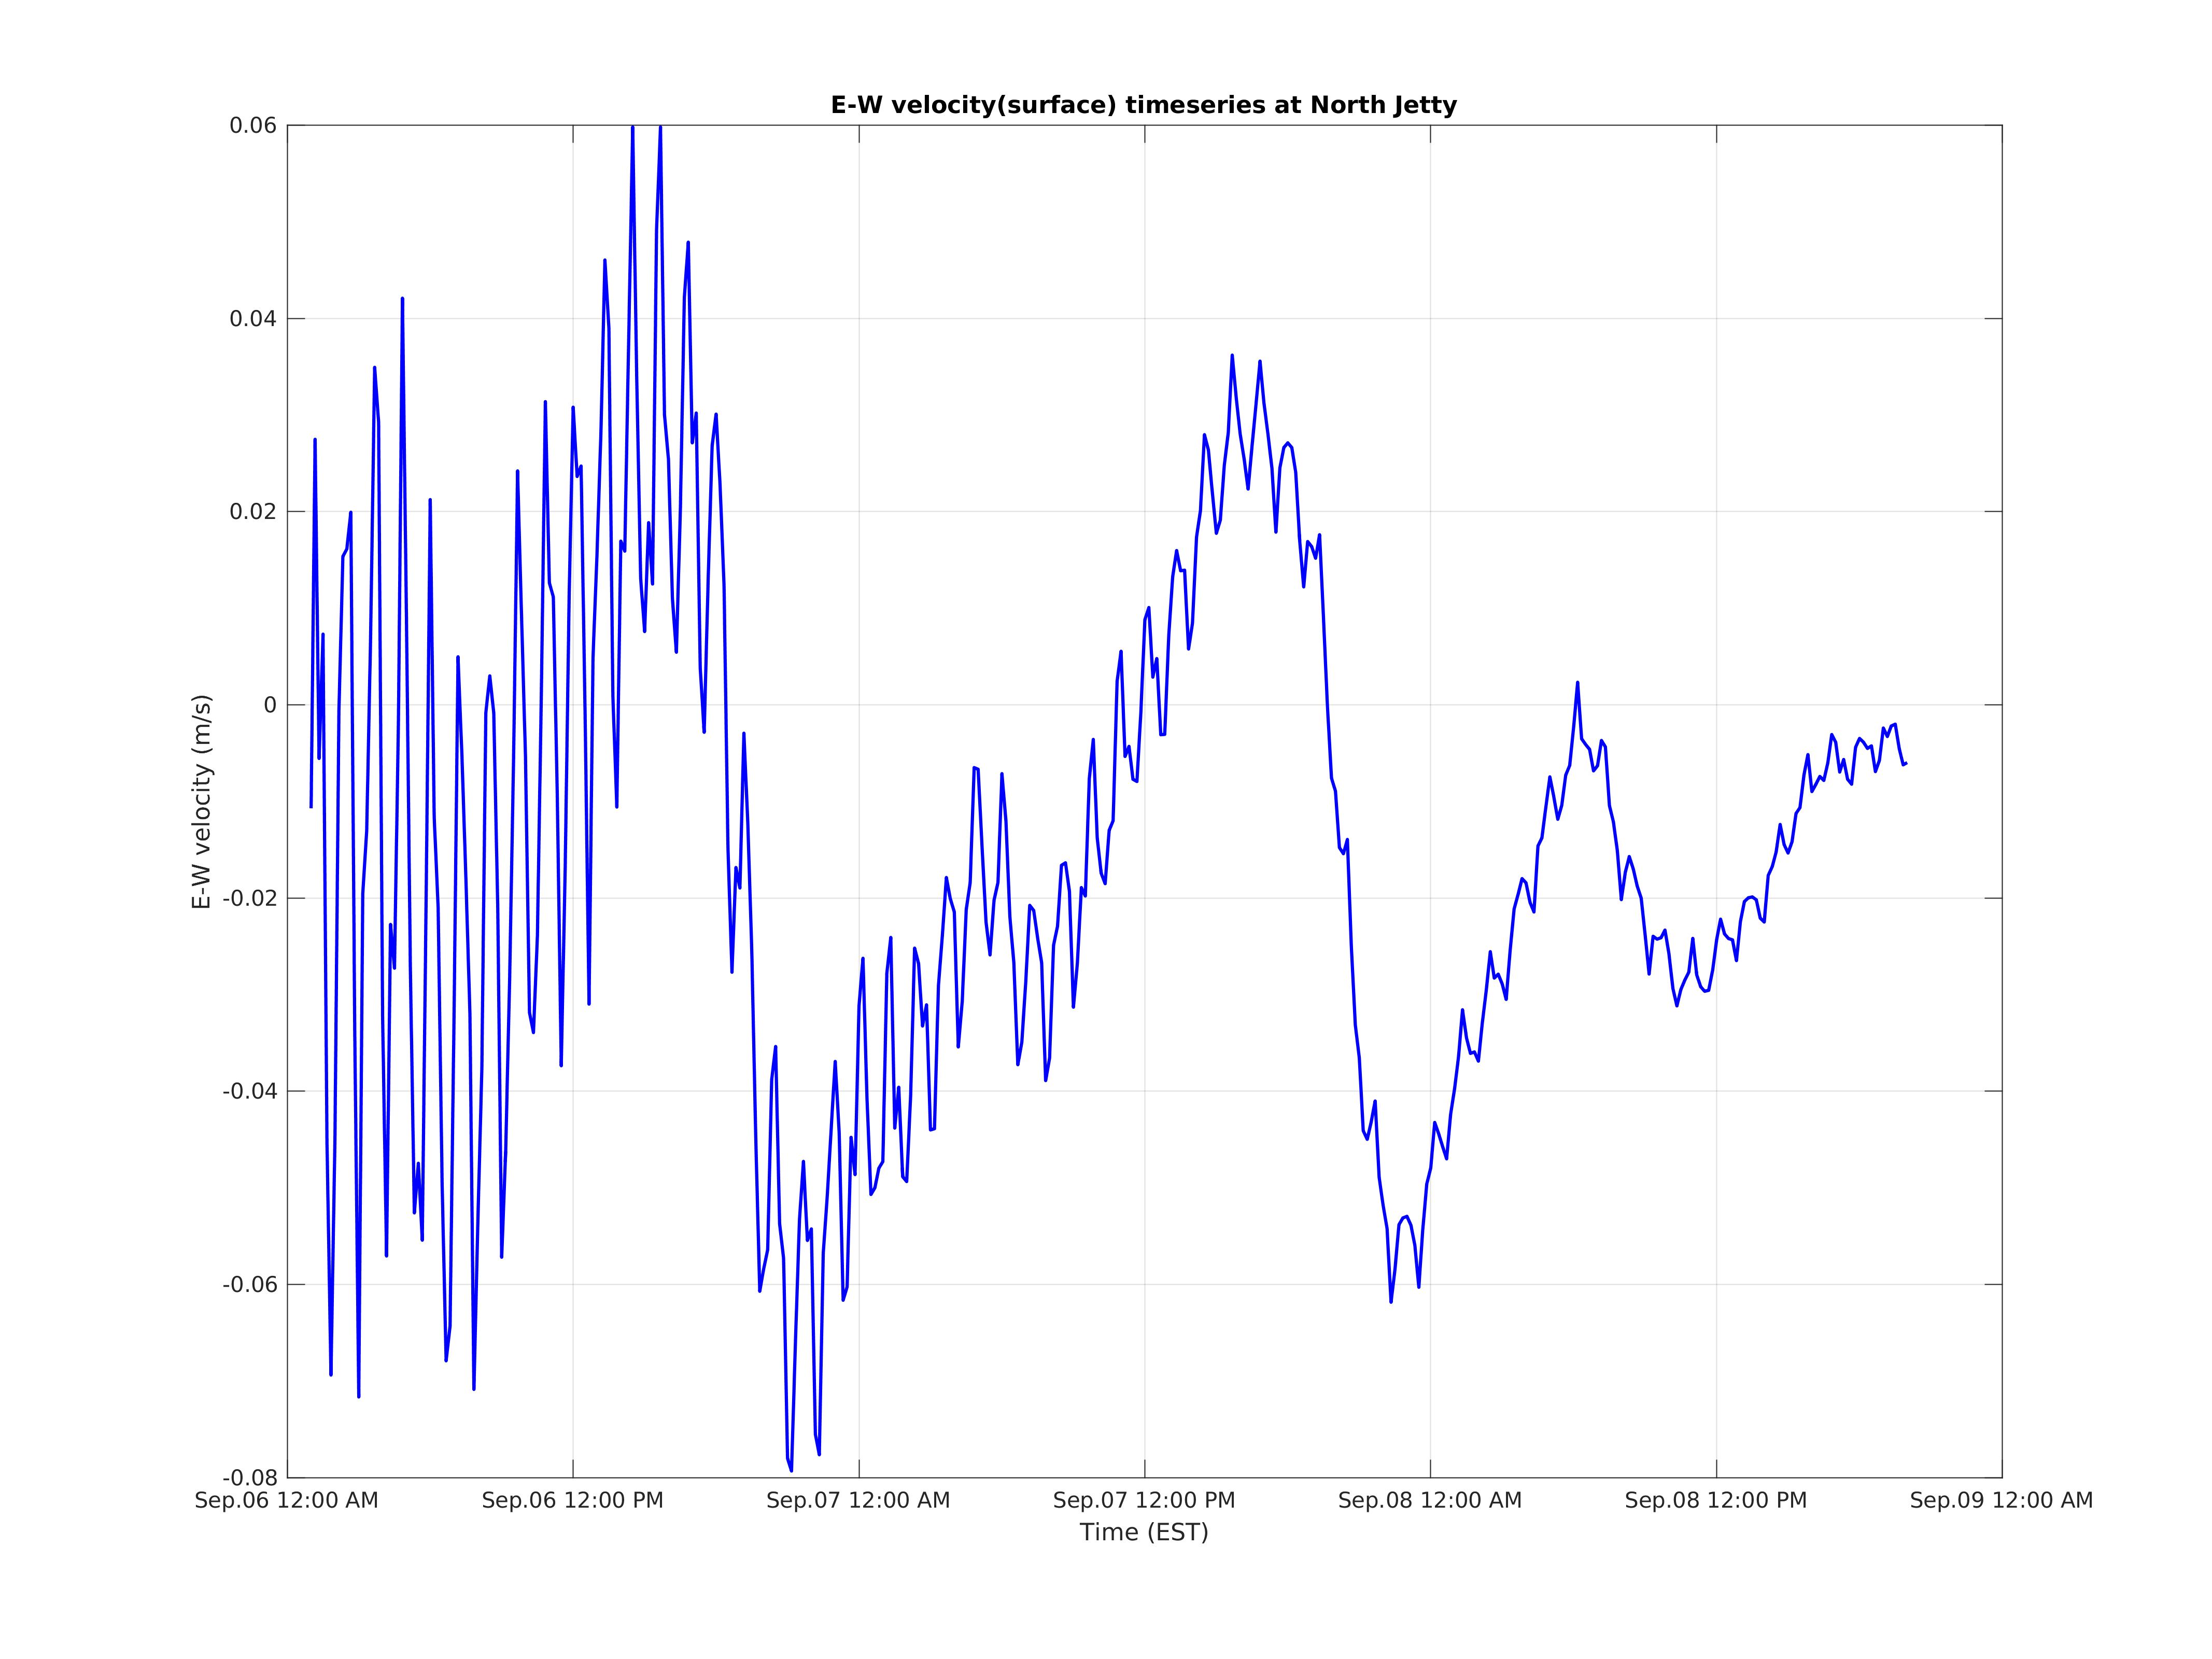 E-W velocity(surface) timeseries at North Jetty
0.06
0.04
0.02
0
-0.02
-0.04
-0.06
-0.08
E-W velocity (m/s)
Sep.06 12:00 AM Sep.06 12:00 PM Sep.07 12:00 AM Sep.07 12:00 PM Sep.08 12:00 AM Sep.08 12:00 PM Sep.09 12:00 AM
Time (EST)